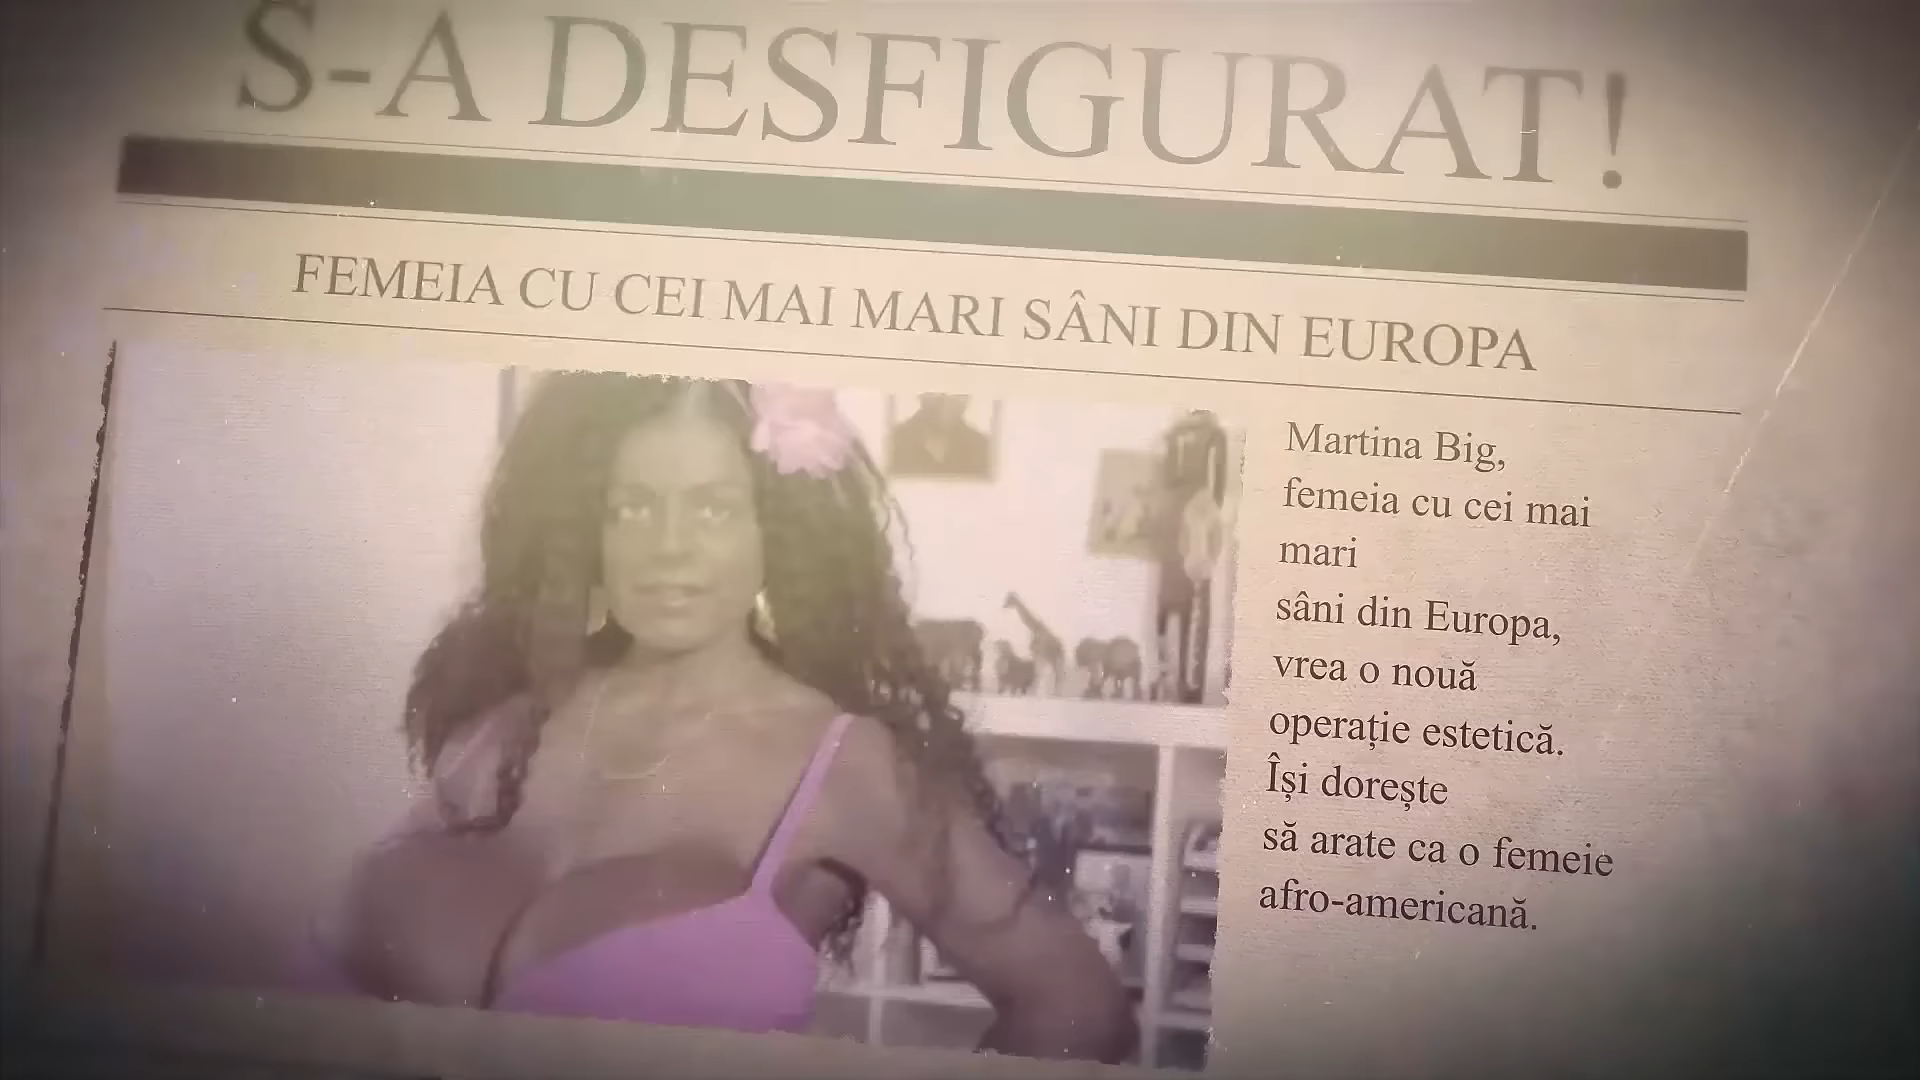 S-A DESFIGURAT!
FEMEIA CU CEI MAI MARI SÂNI DIN EUROPA
Martina Big,
femeia cu cei mai
mari
sâni din Europa,
vrea o nouă
operație estetică.
Își dorește
să arate ca o femeie
afro-americană.